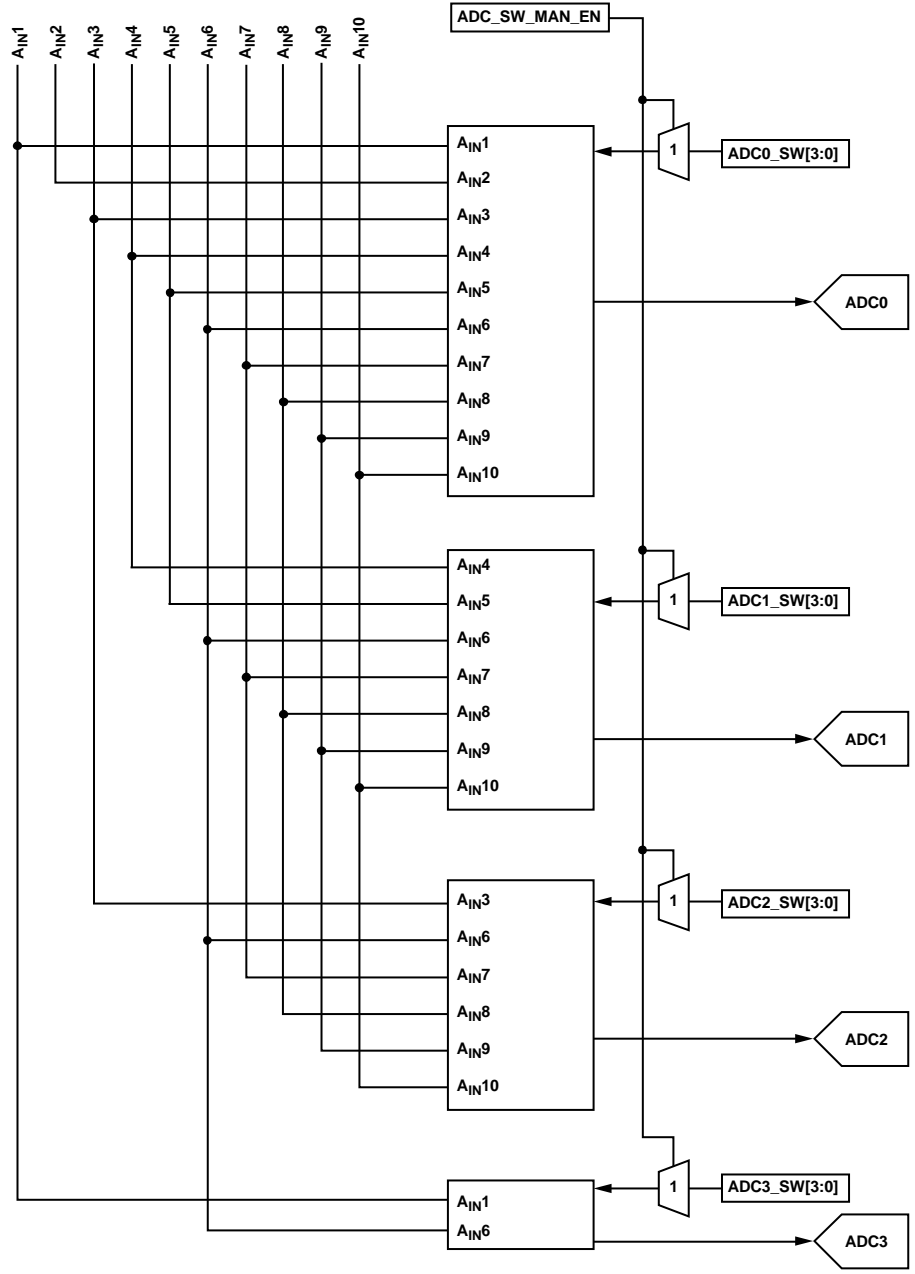 ADC_SW_MAN_EN
AIN1
AIN2
AIN3
AIN4
AIN5
AIN6
AIN7
AIN8
AIN9
AIN10
AIN1
AIN2
AIN3
AIN4
AIN5
AIN6
AIN7
AIN8
AIN9
AIN10
1
ADC0_SW[3:0]
ADC0
AIN4
AIN5
AIN6
AIN7
AIN8
AIN9
AIN10
1
ADC1_SW[3:0]
ADC1
AIN3
AIN6
AIN7
AIN8
AIN9
AIN10
1
ADC2_SW[3:0]
ADC2
AIN1
AIN6
1
ADC3_SW[3:0]
ADC3